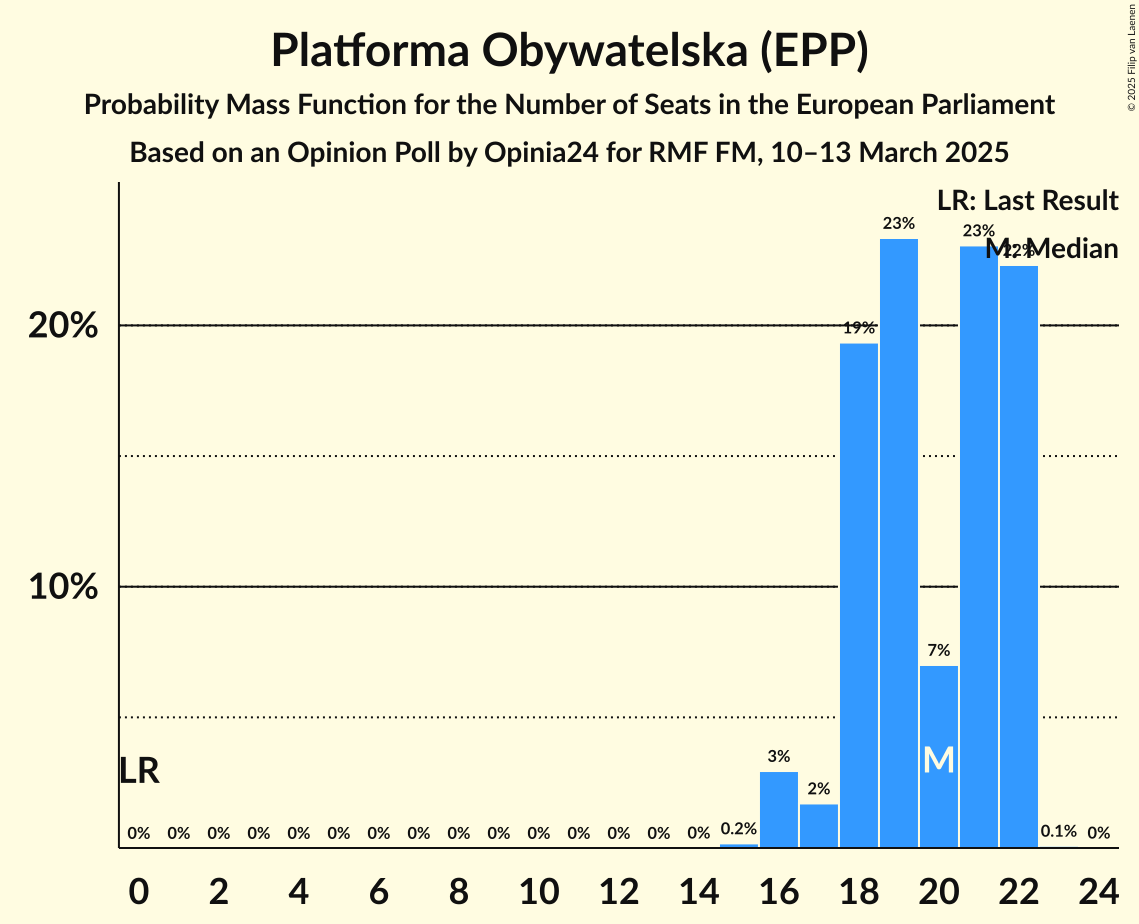 Platforma Obywatelska (EPP)
Probability Mass Function for the Number of Seats in the European Parliament
Based on an Opinion Poll by Opinia24 for RMF FM, 10–13 March 2025
© 2025 Filip van Laenen
LR: Last Result
M: Median
23%
23%
22%
20%
19%
10%
7%
M
LR
3%
2%
0% 0% 0% 0% 0% 0% 0% 0% 0% 0% 0% 0% 0% 0% 0% 0.2% 0.1% 0%
0 2 4 6 8 10 12 14 16 18 20 22 24